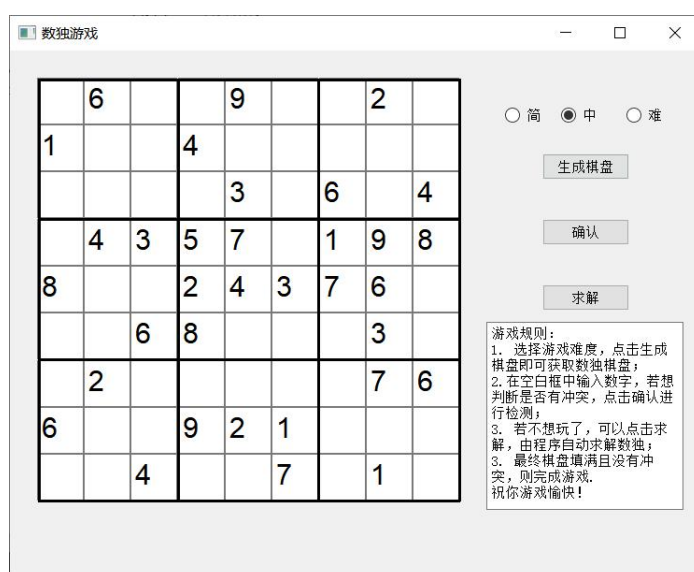 数独游戏
6 9 2
1 4
3 6 4
4 3 5 7 1 9 8
8 2 4 3 7 6
6 8 3
2 7 6
6 9 2 1
4 7 1
简 中 难
生成棋盘
确认
求解
游戏规则:
1. 选择游戏难度，点击生成
棋盘即可获取数独棋盘；
2.在空白框中输入数字，若想
判断是否有冲突，点击确认进
行检测；
3. 若不想玩了，可以点击求
解，由程序自动求解数独；
3. 最终棋盘填满且没有冲
突，则完成游戏.
祝你游戏愉快!